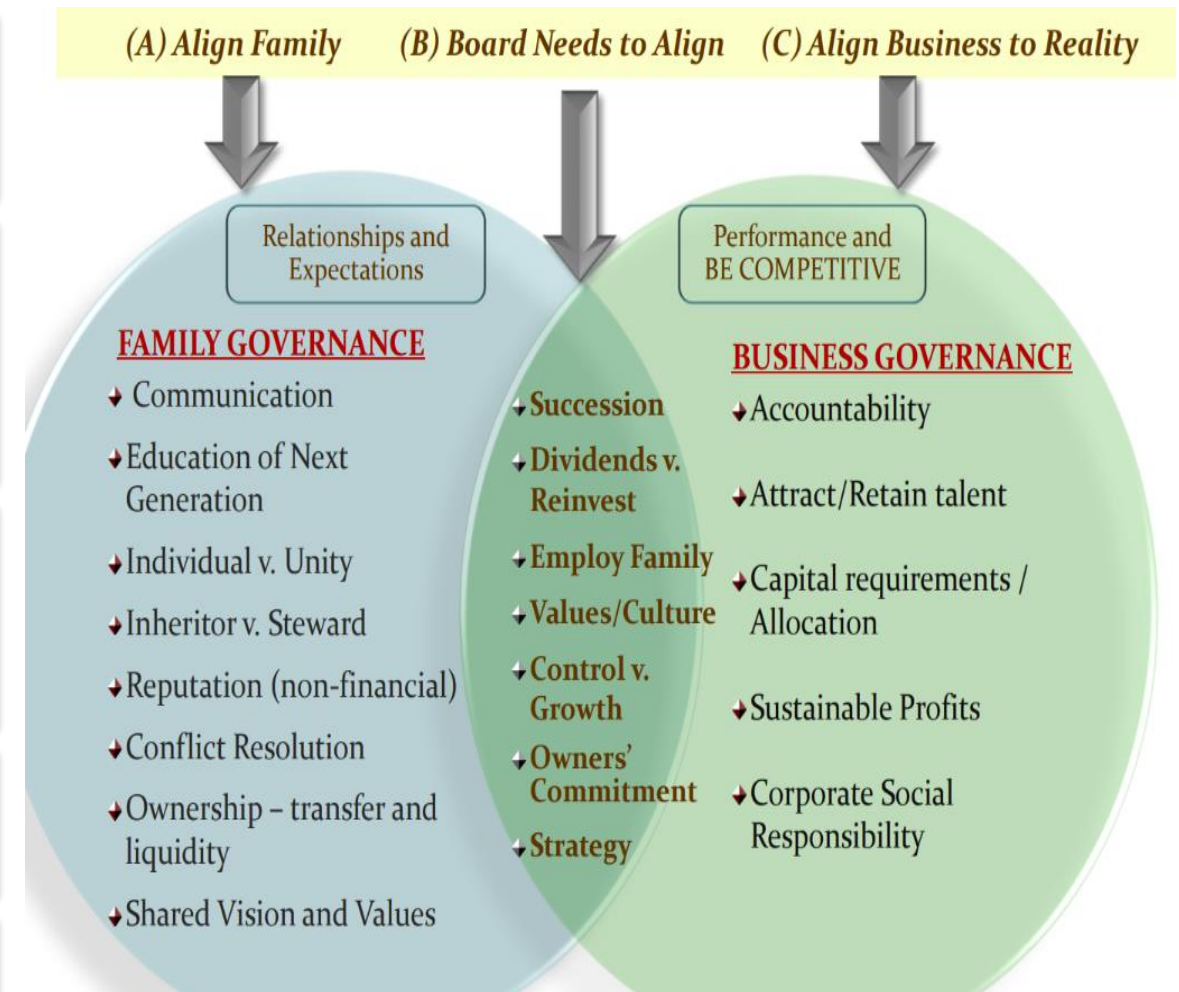 (A) Align Family
(B) Board Needs to Align
(C) Align Business to Reality
Relationships and
Expectations
FAMILY GOVERNANCE
Communication
Education of Next
Generation
Individual v. Unity
Inheritor v. Steward
Reputation (non-financial)
Conflict Resolution
Ownership – transfer and
liquidity
Shared Vision and Values
Succession
Dividends v.
Reinvest
Employ Family
Values/Culture
Control v.
Growth
Owners’
Commitment
Strategy
Performance and
BE COMPETITIVE
BUSINESS GOVERNANCE
Accountability
Attract/Retain talent
Capital requirements /
Allocation
Sustainable Profits
Corporate Social
Responsibility